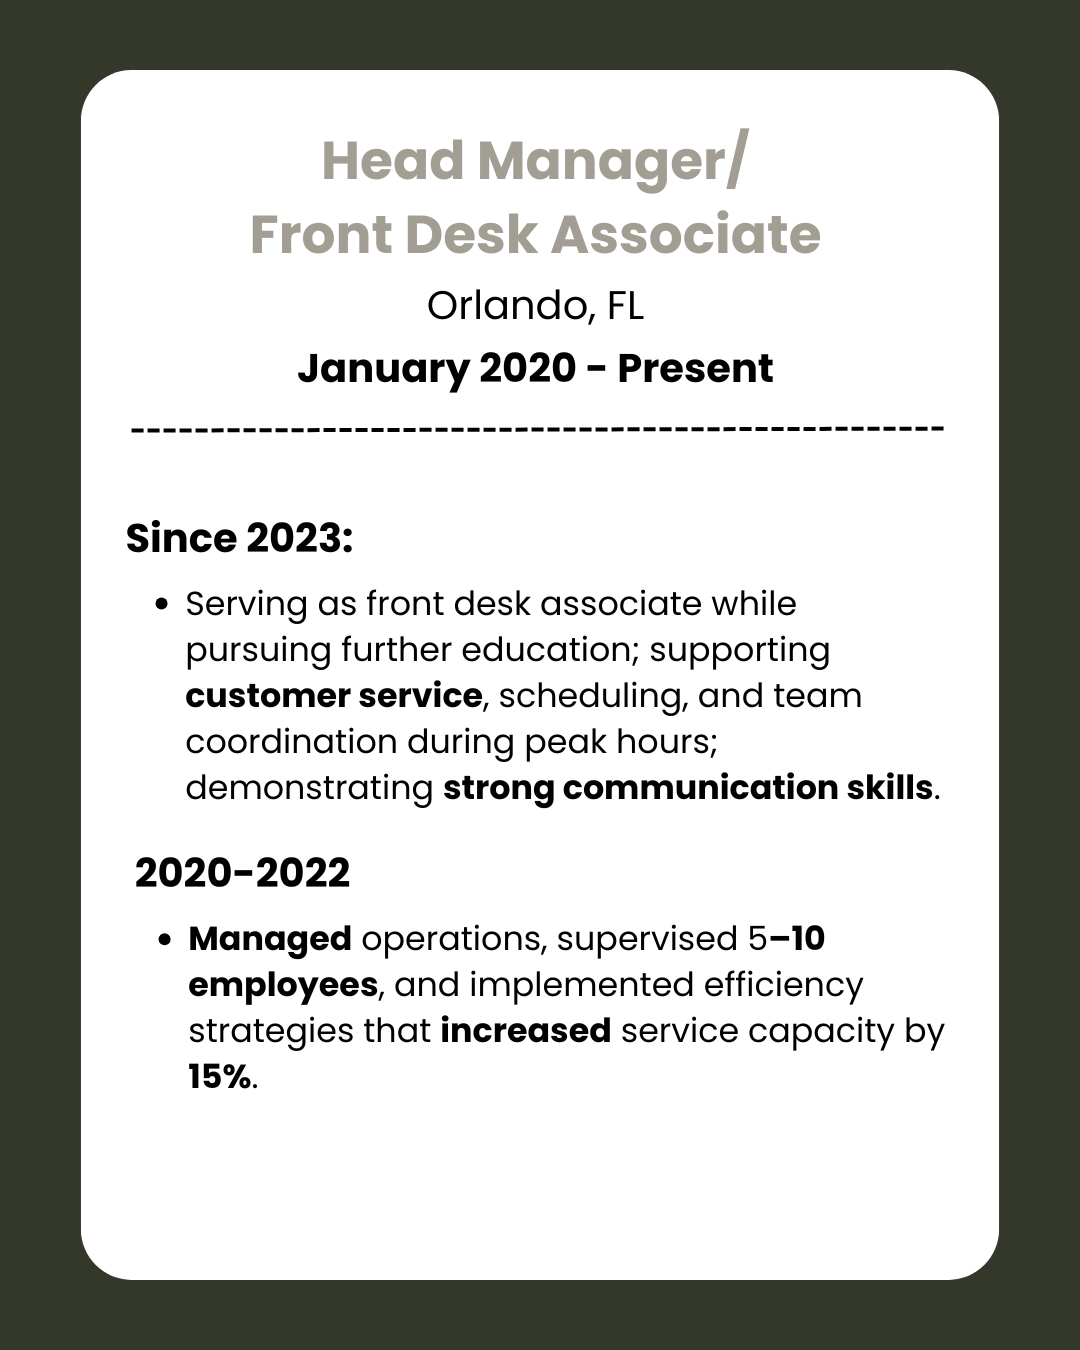 Head Manager/
Front Desk Associate
Orlando, FL
January 2020 - Present
---------------------------------------------------
Since 2023:
• Serving as front desk associate while
pursuing further education; supporting
customer service, scheduling, and team
coordination during peak hours;
demonstrating strong communication skills.
2020-2022
• Managed operations, supervised 5–10
employees, and implemented efficiency
strategies that increased service capacity by
15%.